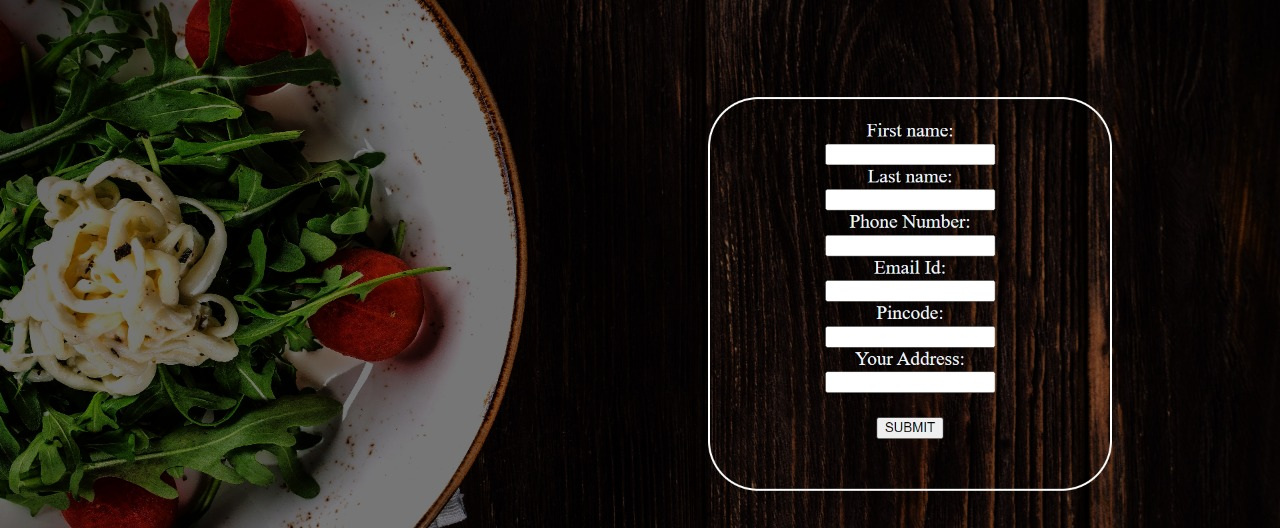 First name:
Last name:
Phone Number:
Email Id:
Pincode:
Your Address:
SUBMIT